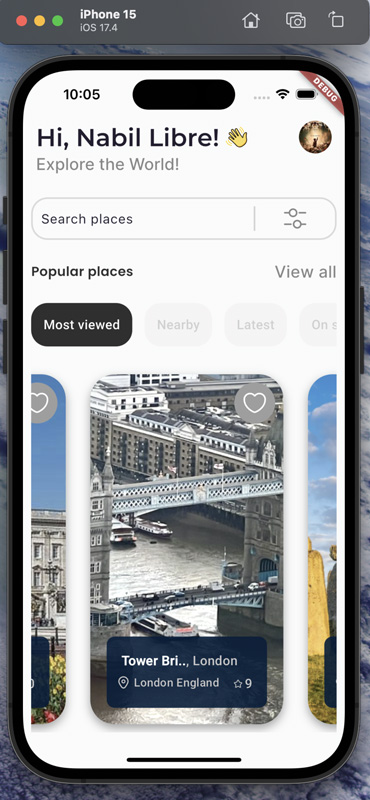 iPhone 15
iOS 17.4
DEBUG
10:05
Hi, Nabil Libre! 👋
Explore the World!
Search places
Popular places View all
Most viewed Nearby Latest On s
Tower Bri.., London
London England 9